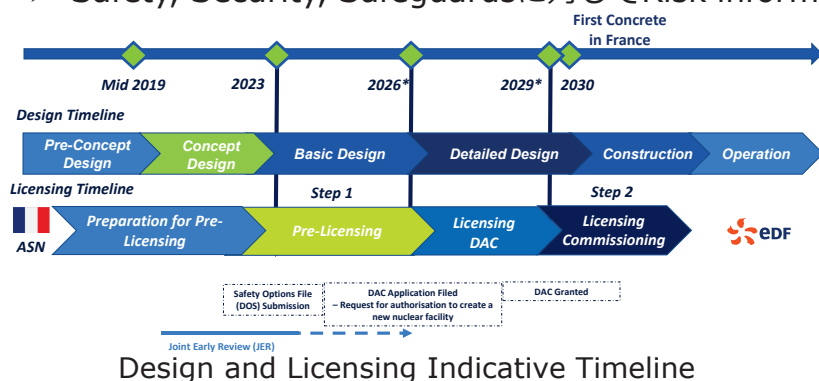 Safety, Security, Safeguards
First Concrete
in France
Mid 2019
2023
2026*
2029*
2030
Design Timeline
Pre-Concept
Design
Concept
Design
Basic Design
Detailed Design
Construction
Operation
Licensing Timeline
Step 1
Step 2
ASN
Preparation for Pre-
Licensing
Pre-Licensing
Licensing
DAC
Licensing
Commissioning
eDF
Safety Options File
(DOS) Submission
DAC Application Filed
– Request for authorisation to create a
new nuclear facility
DAC Granted
Joint Early Review (JER)
Design and Licensing Indicative Timeline